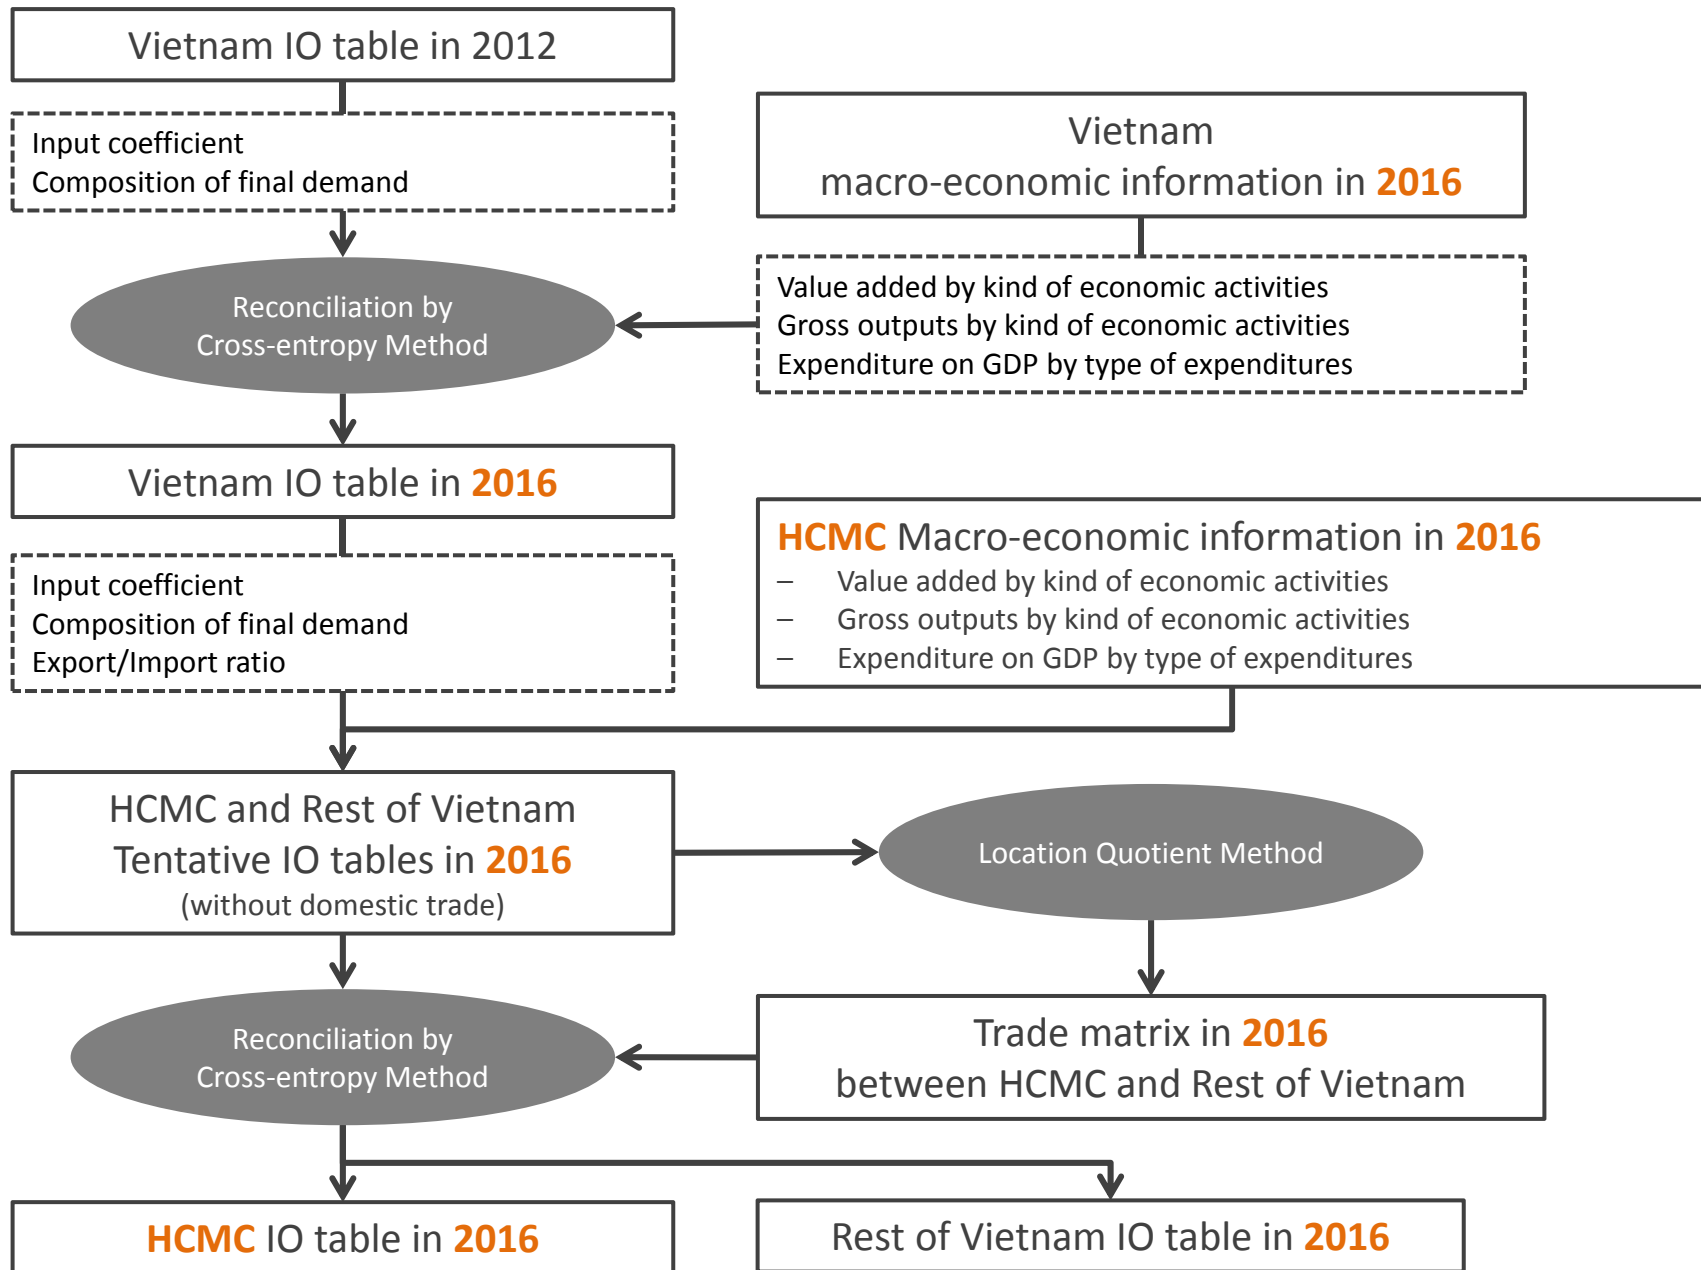 Vietnam IO table in 2012
Input coefficient
Composition of final demand
Vietnam
macro-economic information in 2016
Value added by kind of economic activities
Gross outputs by kind of economic activities
Expenditure on GDP by type of expenditures
Reconciliation by
Cross-entropy Method
Vietnam IO table in 2016
Input coefficient
Composition of final demand
Export/Import ratio
HCMC Macro-economic information in 2016
– Value added by kind of economic activities
– Gross outputs by kind of economic activities
– Expenditure on GDP by type of expenditures
HCMC and Rest of Vietnam
Tentative IO tables in 2016
(without domestic trade)
Location Quotient Method
Reconciliation by
Cross-entropy Method
Trade matrix in 2016
between HCMC and Rest of Vietnam
HCMC IO table in 2016
Rest of Vietnam IO table in 2016